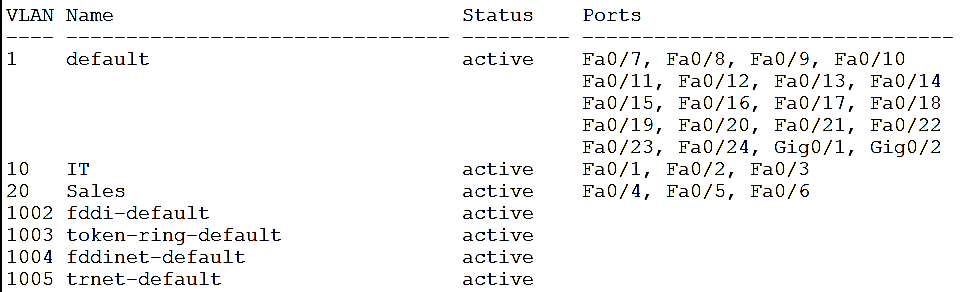 VLAN Name                             Status    Ports
---- -------------------------------- --------- -------------------------------
1    default                          active    Fa0/7, Fa0/8, Fa0/9, Fa0/10
                                                Fa0/11, Fa0/12, Fa0/13, Fa0/14
                                                Fa0/15, Fa0/16, Fa0/17, Fa0/18
                                                Fa0/19, Fa0/20, Fa0/21, Fa0/22
                                                Fa0/23, Fa0/24, Gig0/1, Gig0/2
10   IT                               active    Fa0/1, Fa0/2, Fa0/3
20   Sales                            active    Fa0/4, Fa0/5, Fa0/6
1002 fddi-default                     active
1003 token-ring-default               active
1004 fddinet-default                  active
1005 trnet-default                    active